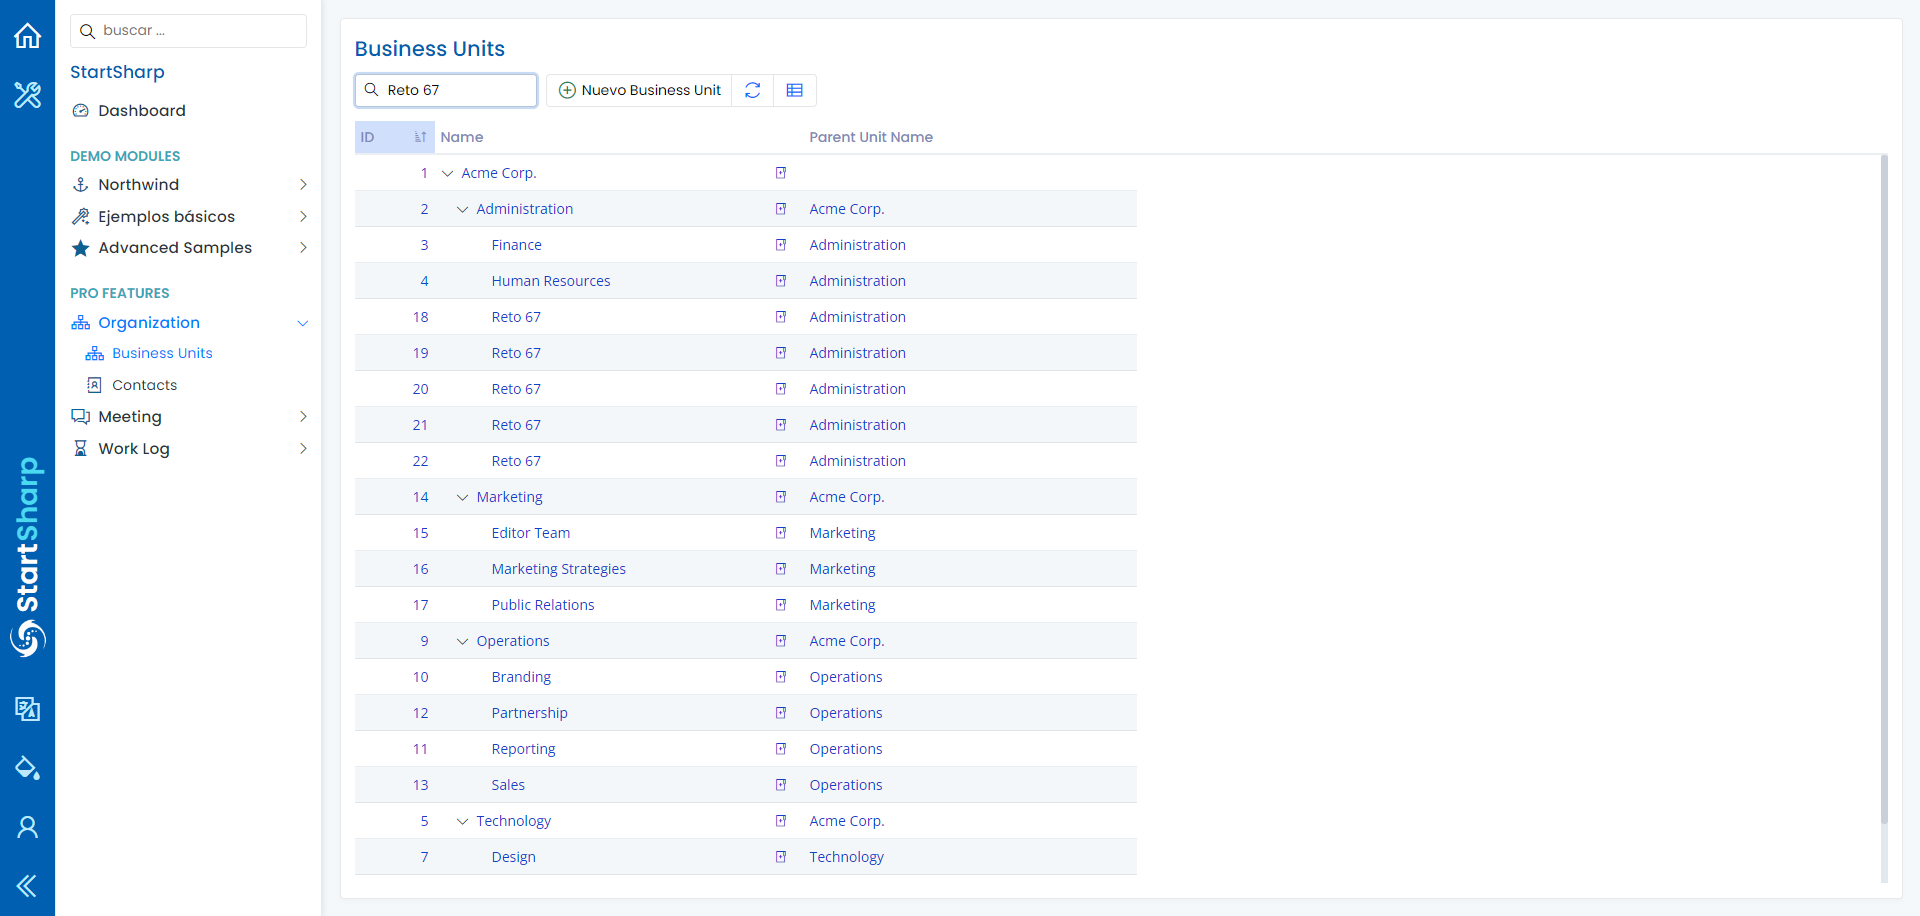 buscar ...
StartSharp
Dashboard
DEMO MODULES
Northwind
Ejemplos básicos
Advanced Samples
PRO FEATURES
Organization
Business Units
Contacts
Meeting
Work Log
StartSharp
Business Units
Reto 67
Nuevo Business Unit
ID Name Parent Unit Name
1 Acme Corp.
2 Administration Acme Corp.
3 Finance Administration
4 Human Resources Administration
18 Reto 67 Administration
19 Reto 67 Administration
20 Reto 67 Administration
21 Reto 67 Administration
22 Reto 67 Administration
14 Marketing Acme Corp.
15 Editor Team Marketing
16 Marketing Strategies Marketing
17 Public Relations Marketing
9 Operations Acme Corp.
10 Branding Operations
12 Partnership Operations
11 Reporting Operations
13 Sales Operations
5 Technology Acme Corp.
7 Design Technology